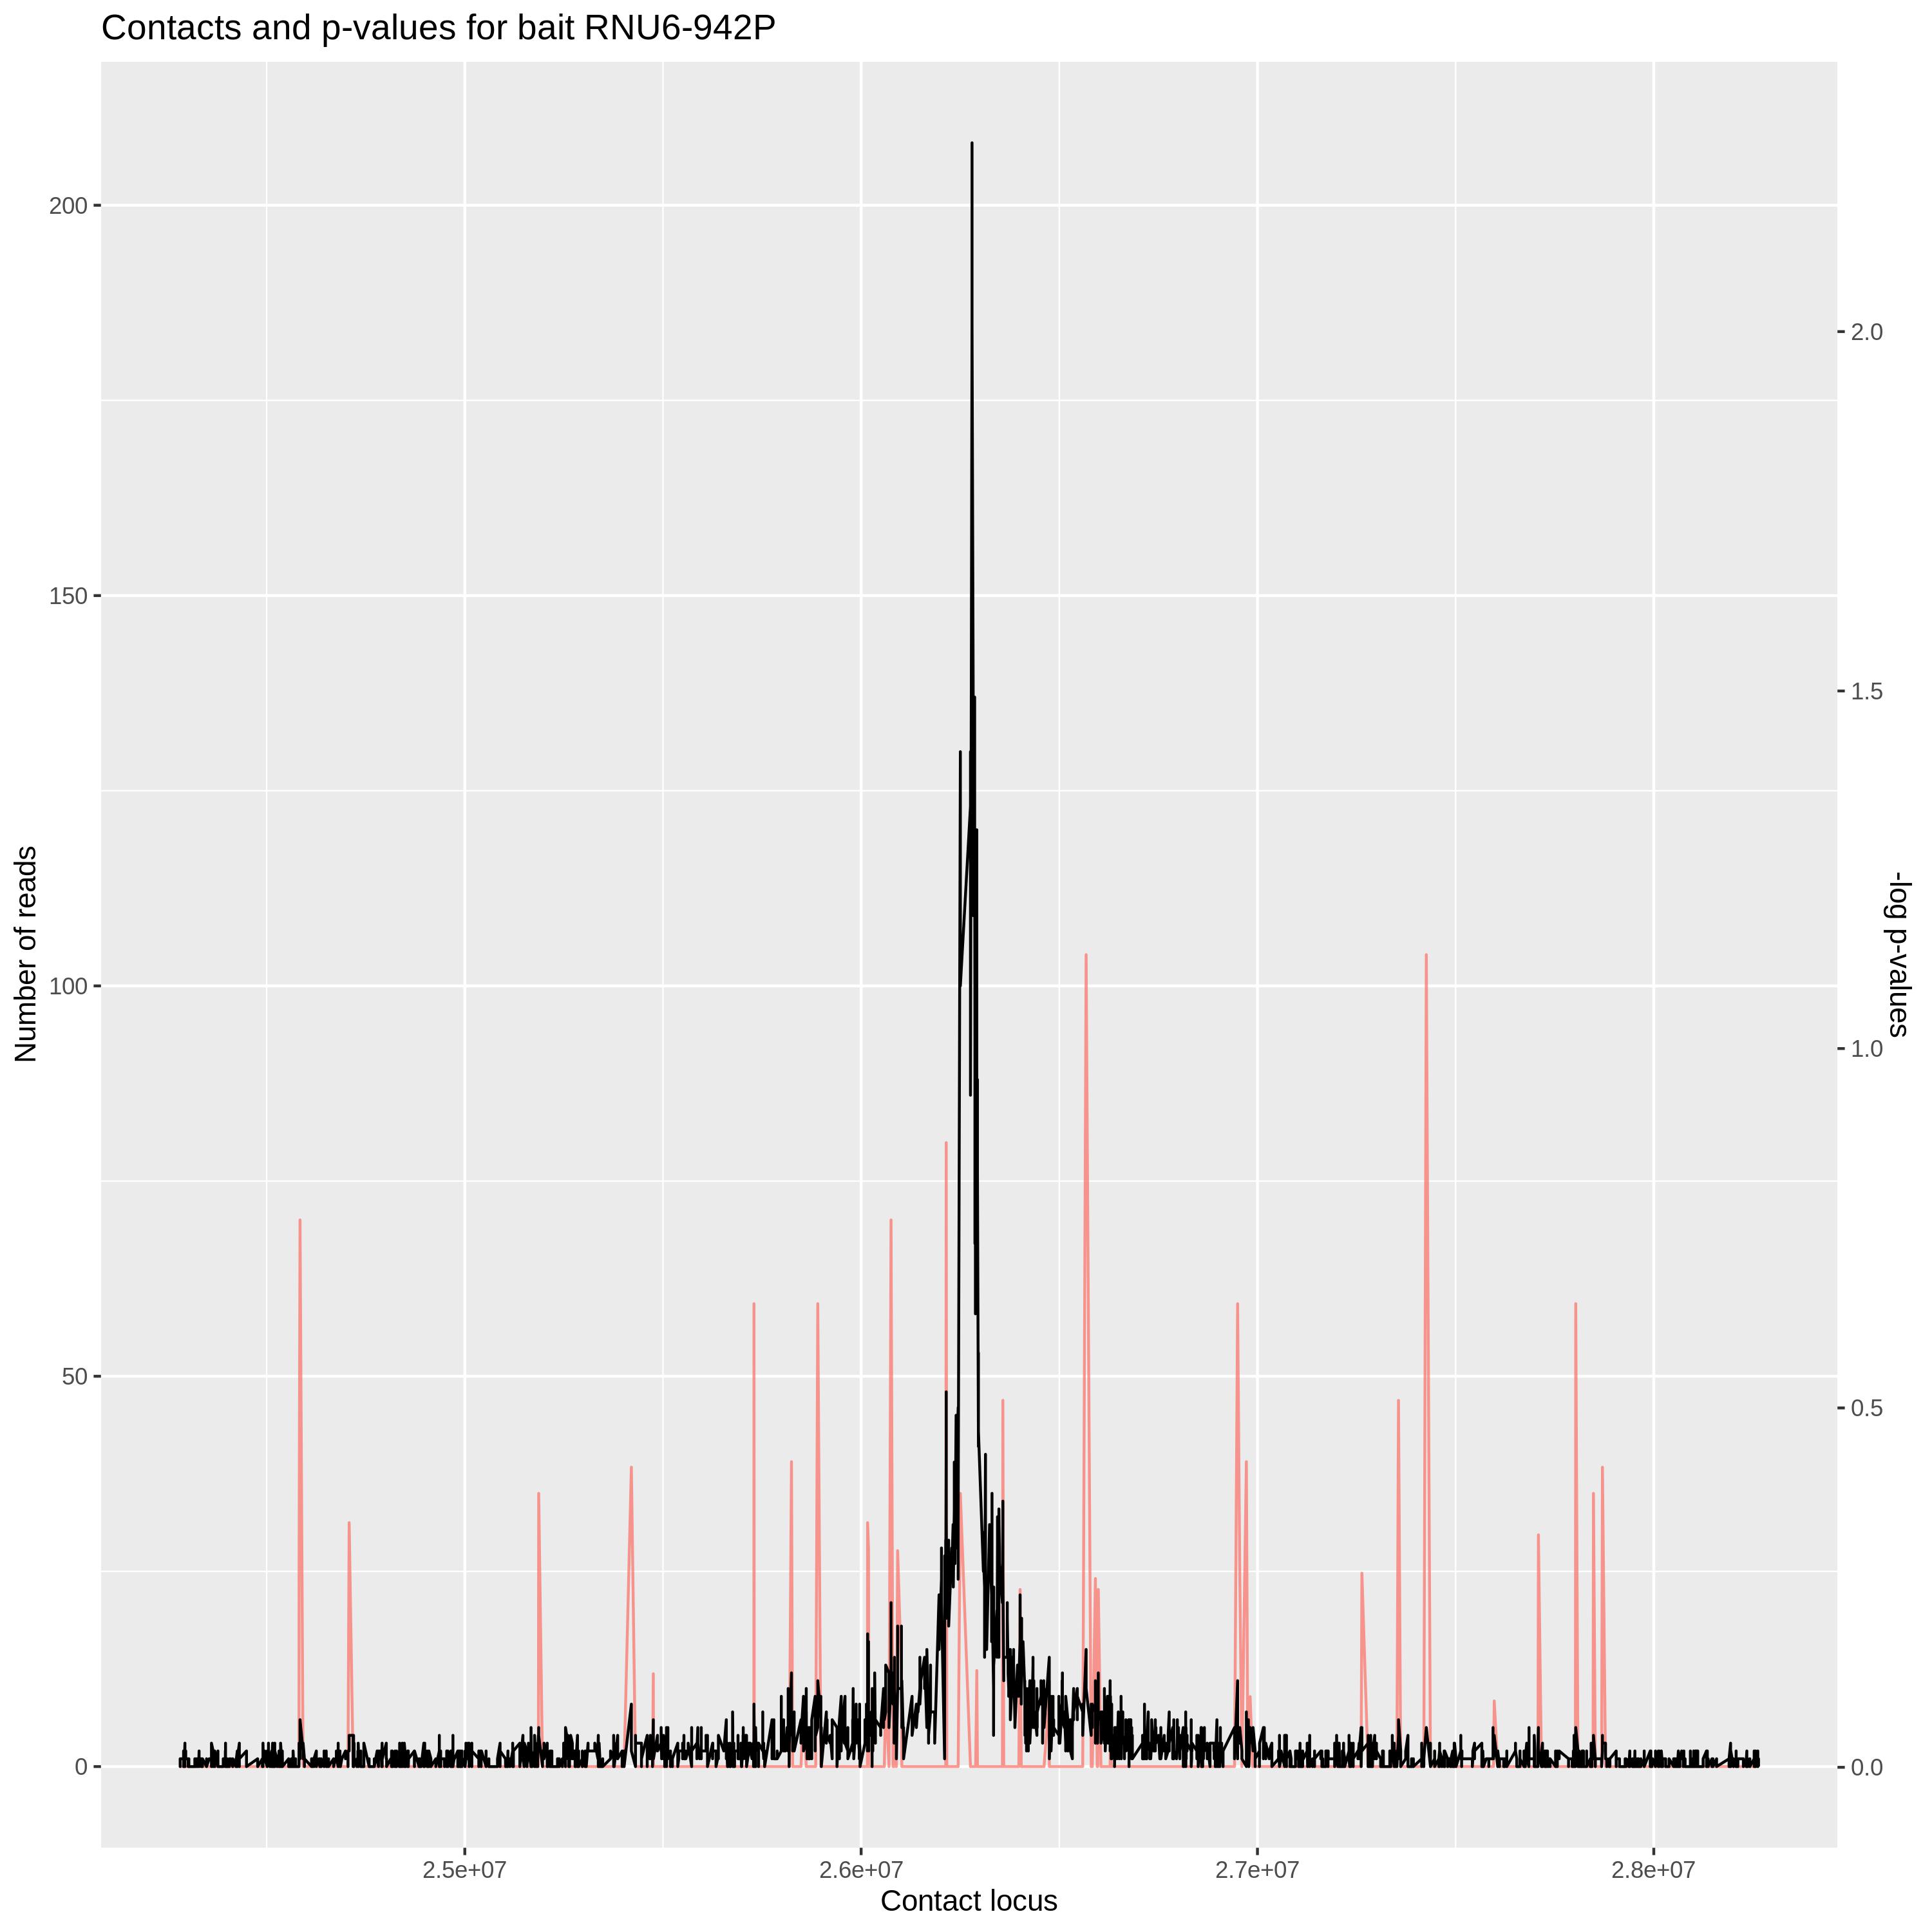 Contacts and p-values for bait RNU6-942P
Number of reads
200
150
100
50
0
2.0
1.5
1.0
0.5
0.0
-log p-values
2.5e+07
2.6e+07
2.7e+07
2.8e+07
Contact locus